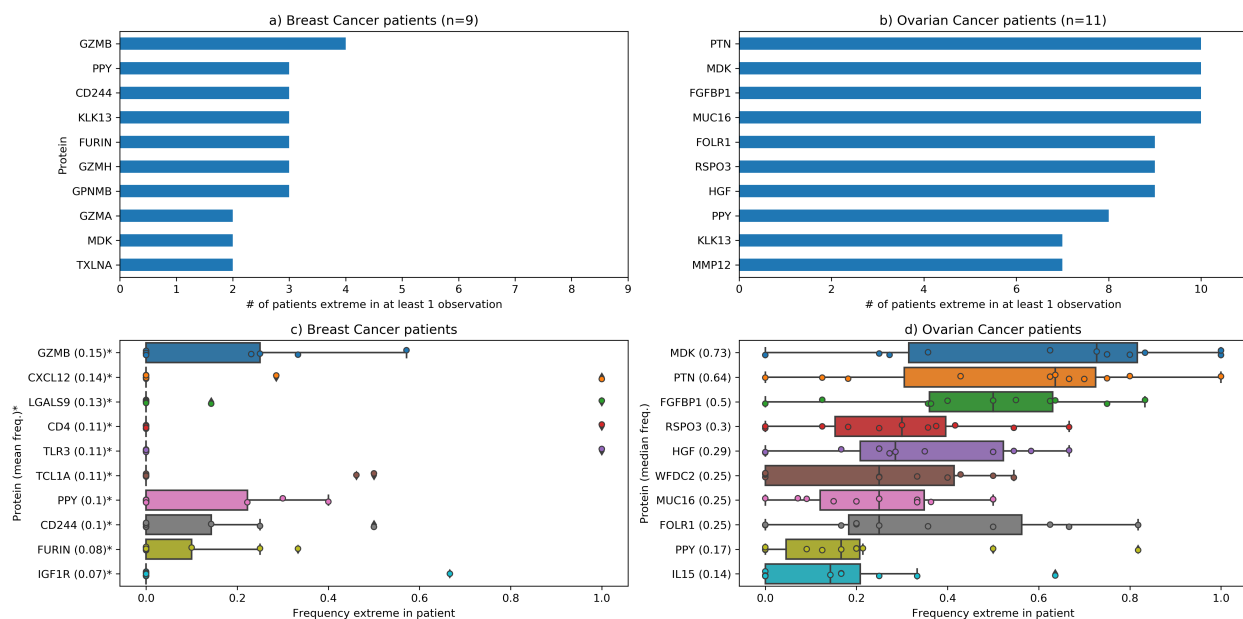 a) Breast Cancer patients (n=9)
Protein
GZMB
PPY
CD244
KLK13
FURIN
GZMH
GPNMB
GZMA
MDK
TXLNA
0 1 2 3 4 5 6 7 8 9
# of patients extreme in at least 1 observation
b) Ovarian Cancer patients (n=11)
PTN
MDK
FGFBP1
MUC16
FOLR1
RSPO3
HGF
PPY
KLK13
MMP12
0 2 4 6 8 10
# of patients extreme in at least 1 observation
c) Breast Cancer patients
Protein (mean freq.)*
GZMB (0.15)*
CXCL12 (0.14)*
LGALS9 (0.13)*
CD4 (0.11)*
TLR3 (0.11)*
TCL1A (0.11)*
PPY (0.1)*
CD244 (0.1)*
FURIN (0.08)*
IGF1R (0.07)*
0.0 0.2 0.4 0.6 0.8 1.0
Frequency extreme in patient
d) Ovarian Cancer patients
Protein (median freq.)
MDK (0.73)
PTN (0.64)
FGFBP1 (0.5)
RSPO3 (0.3)
HGF (0.29)
WFDC2 (0.25)
MUC16 (0.25)
FOLR1 (0.25)
PPY (0.17)
IL15 (0.14)
0.0 0.2 0.4 0.6 0.8 1.0
Frequency extreme in patient